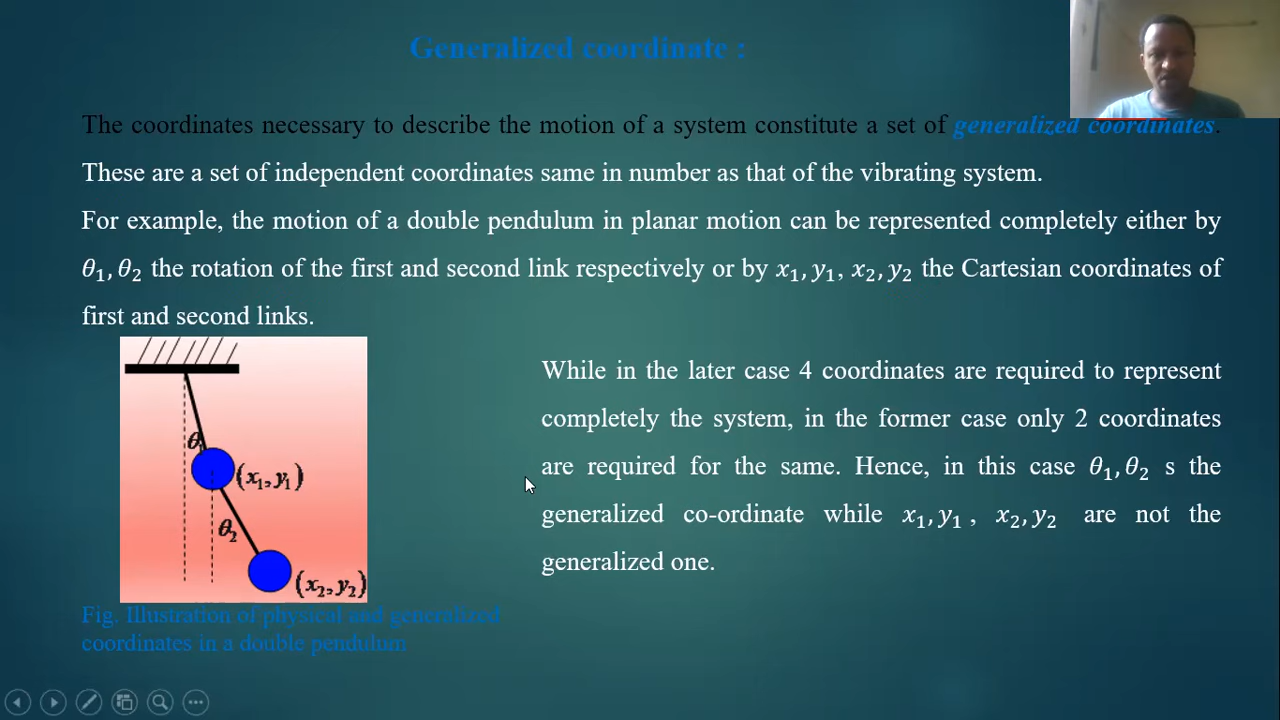 Generalized coordinate :
The coordinates necessary to describe the motion of a system constitute a set of generalized coordinates.
These are a set of independent coordinates same in number as that of the vibrating system.
For example, the motion of a double pendulum in planar motion can be represented completely either by
θ₁, θ₂ the rotation of the first and second link respectively or by x₁, y₁, x₂, y₂ the Cartesian coordinates of
first and second links.
θ₁
(x₁, y₁)
θ₂
(x₂, y₂)
While in the later case 4 coordinates are required to represent
completely the system, in the former case only 2 coordinates
are required for the same. Hence, in this case θ₁, θ₂ s the
generalized co-ordinate while x₁, y₁ , x₂, y₂ are not the
generalized one.
Fig. Illustration of physical and generalized
coordinates in a double pendulum